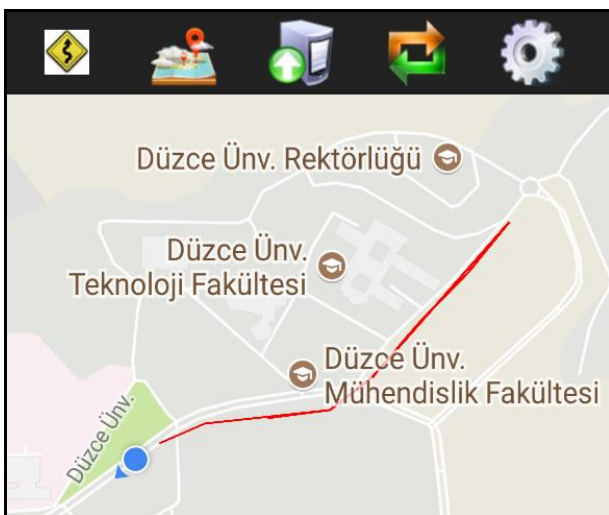 Düzce Ünv. Rektörlüğü
Düzce Ünv.
Teknoloji Fakültesi
Düzce Ünv.
Mühendislik Fakültesi
Düzce Ünv.